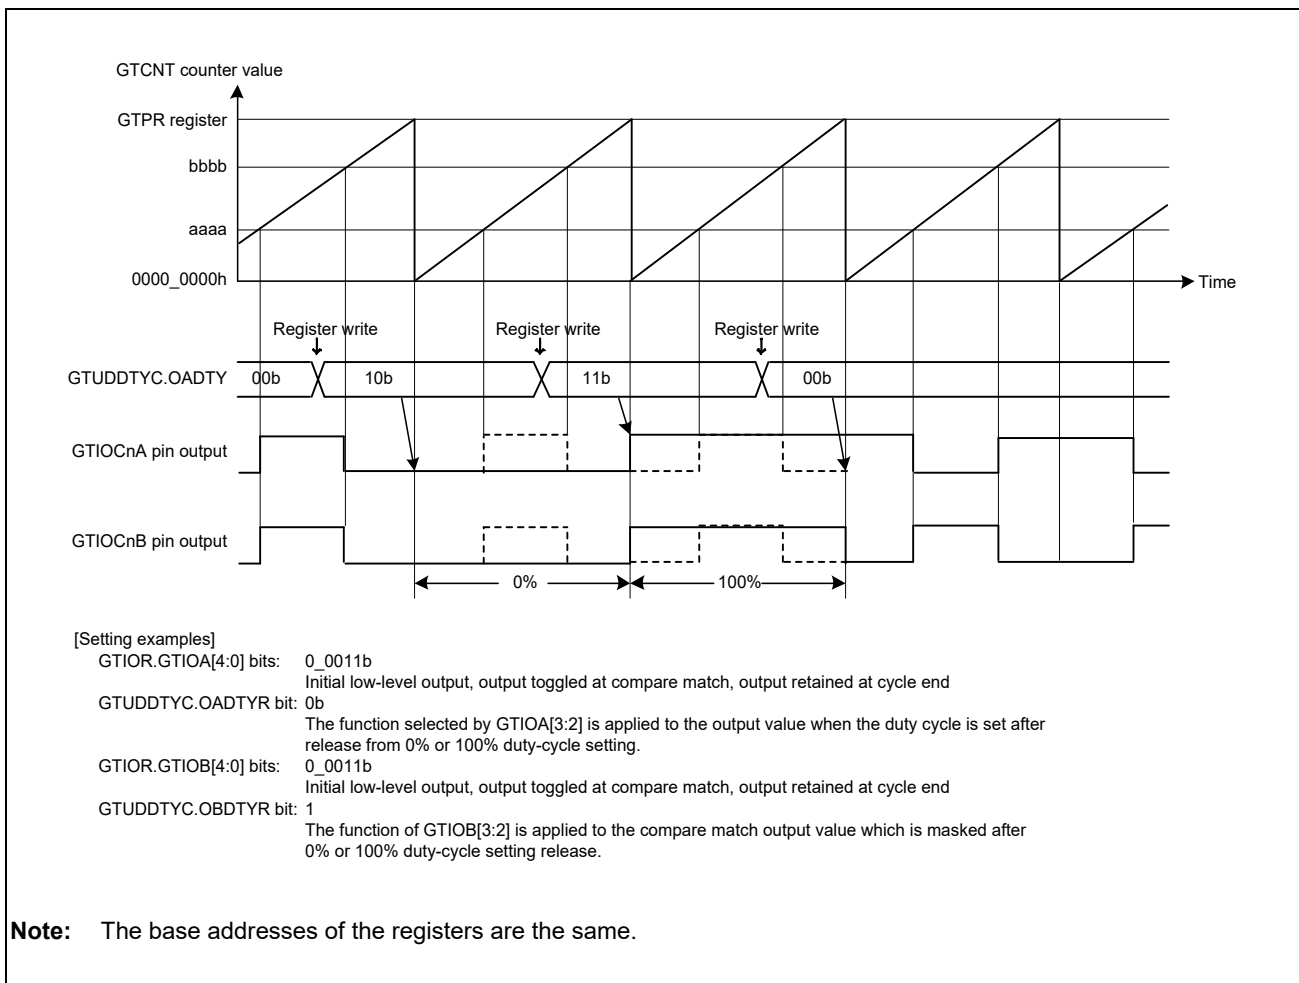 GTCNT counter value
GTPR register
bbbb
aaaa
0000_0000h
Time
Register write Register write Register write
GTUDDTYC.OADTY 00b 10b 11b 00b
GTIOCnA pin output
GTIOCnB pin output
0% 100%
[Setting examples]
GTIOR.GTIOA[4:0] bits: 0_0011b
Initial low-level output, output toggled at compare match, output retained at cycle end
GTUDDTYC.OADTYR bit: 0b
The function selected by GTIOA[3:2] is applied to the output value when the duty cycle is set after
release from 0% or 100% duty-cycle setting.
GTIOR.GTIOB[4:0] bits: 0_0011b
Initial low-level output, output toggled at compare match, output retained at cycle end
GTUDDTYC.OBDTYR bit: 1
The function of GTIOB[3:2] is applied to the compare match output value which is masked after
0% or 100% duty-cycle setting release.
Note: The base addresses of the registers are the same.